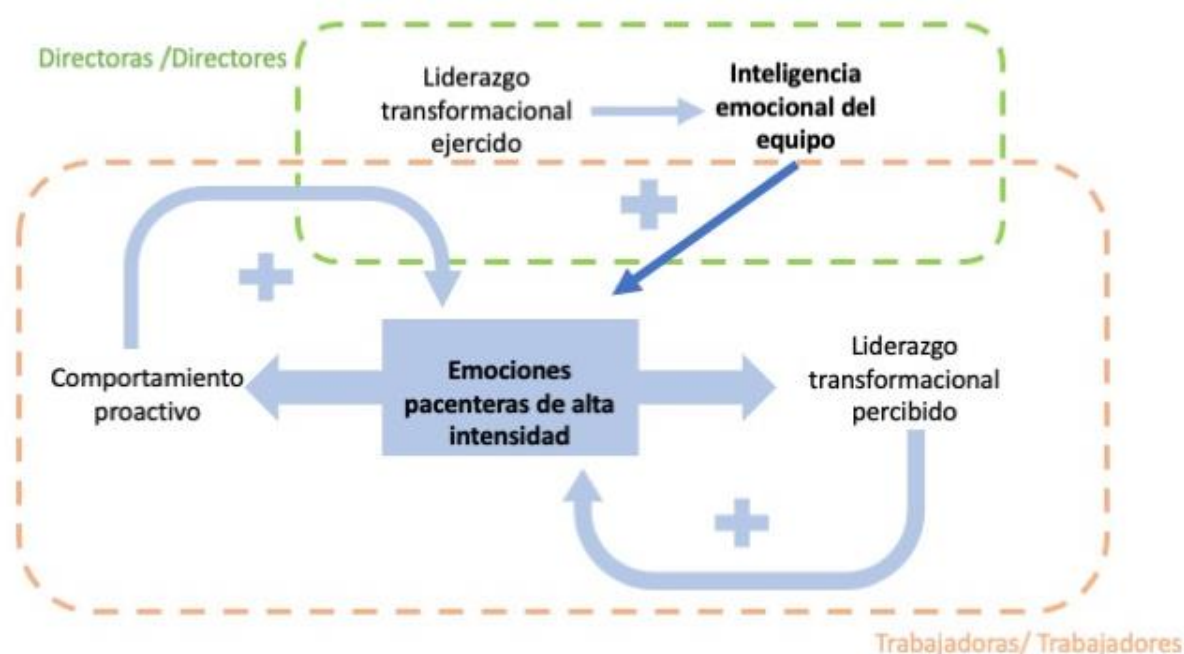 Directoras /Directores
Liderazgo
transformacional
ejercido
Inteligencia
emocional del
equipo
Comportamiento
proactivo
Emociones
pacenteras de alta
intensidad
Liderazgo
transformacional
percibido
Trabajadoras/ Trabajadores